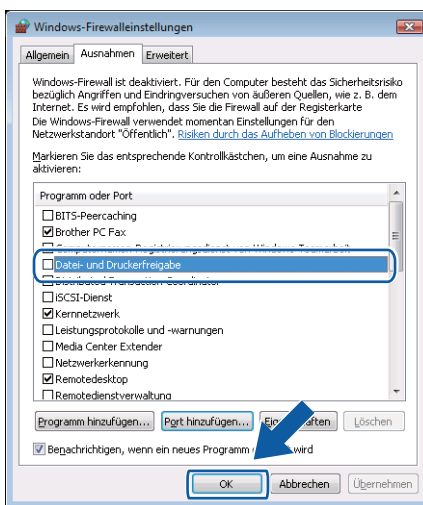 Windows-Firewalleinstellungen
Allgemein Ausnahmen Erweitert
Windows-Firewall ist deaktiviert. Für den Computer besteht das Sicherheitsrisiko
bezüglich Angriffen und Eindringversuchen von äußeren Quellen, wie z. B. dem
Internet. Es wird empfohlen, dass Sie die Firewall auf der Registerkarte
Die Windows-Firewall verwendet momentan Einstellungen für den
Netzwerkstandort "Öffentlich". Risiken durch das Aufheben von Blockierungen
Markieren Sie das entsprechende Kontrollkästchen, um eine Ausnahme zu
aktivieren:
Programm oder Port
BITS-Peercaching
Brother PC Fax
Datei- und Druckerfreigabe
iSCSI-Dienst
Kernnetzwerk
Leistungsprotokolle und -warnungen
Media Center Extender
Netzwerkerkennung
Remotedesktop
Remotedienstverwaltung
Programm hinzufügen... Port hinzufügen... Löschen
Benachrichtigen, wenn ein neues Programm wird
OK Abbrechen Übernehmen